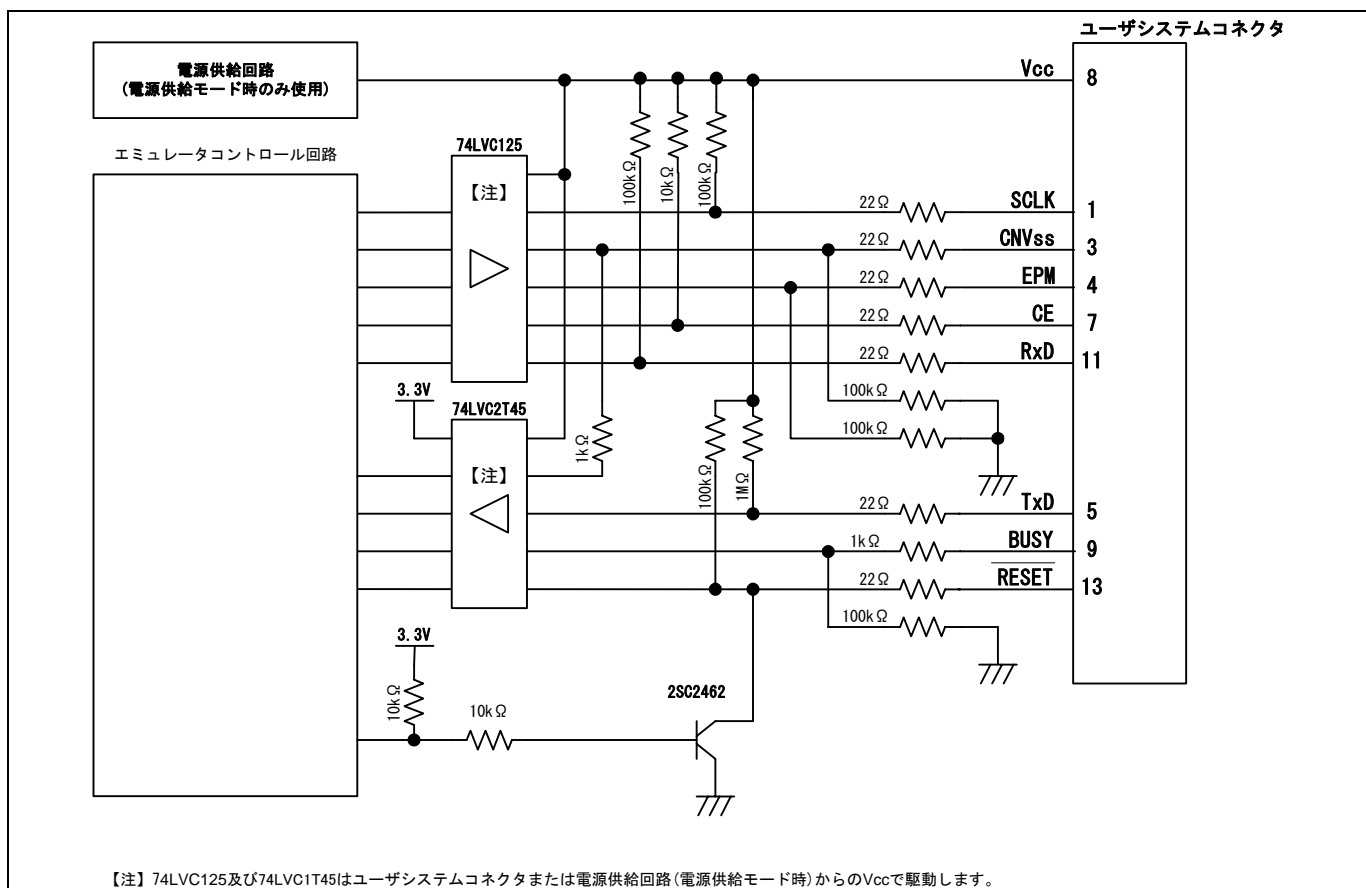 ユーザシステムコネクタ
電源供給回路
(電源供給モード時のみ使用)
Vcc
8
エミュレータコントロール回路
74LVC125
【注】
100kΩ
10kΩ
100kΩ
22Ω
SCLK
1
22Ω
CNVss
3
22Ω
EPM
4
22Ω
CE
7
22Ω
RxD
11
3.3V
74LVC2T45
【注】
1kΩ
100kΩ
1MΩ
100kΩ
100kΩ
22Ω
TxD
5
1kΩ
BUSY
9
22Ω
RESET
13
100kΩ
3.3V
10kΩ
10kΩ
2SC2462
【注】74LVC125及び74LVC1T45はユーザシステムコネクタまたは電源供給回路(電源供給モード時)からのVccで駆動します。